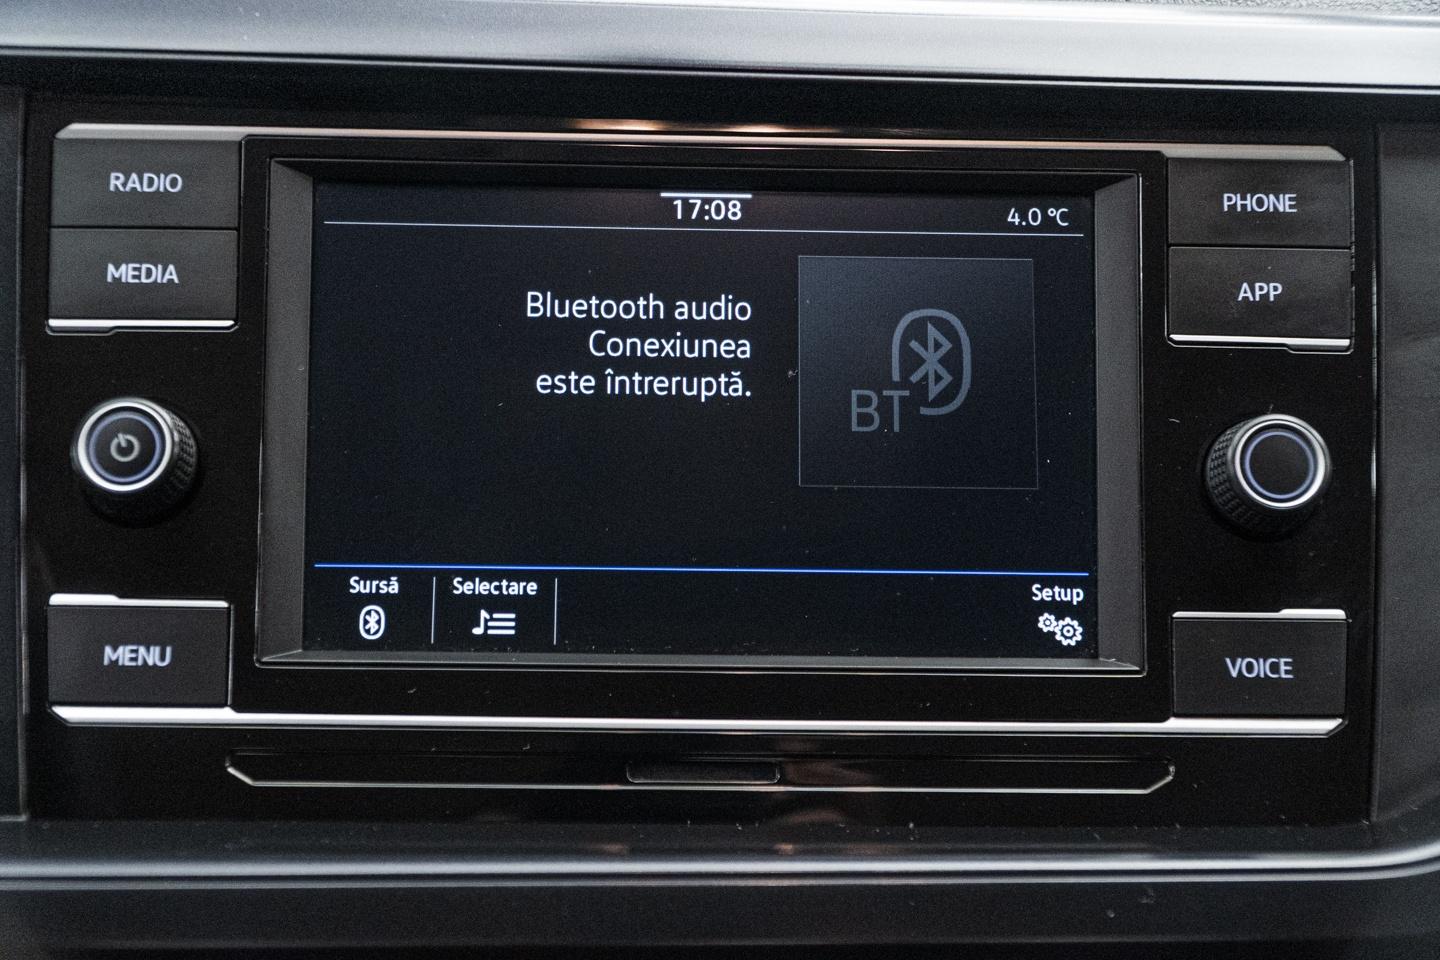 RADIO
MEDIA
MENU
17:08
4.0 °C
Bluetooth audio
Conexiunea
este întreruptă.
BT
Sursă
Selectare
Setup
PHONE
APP
VOICE